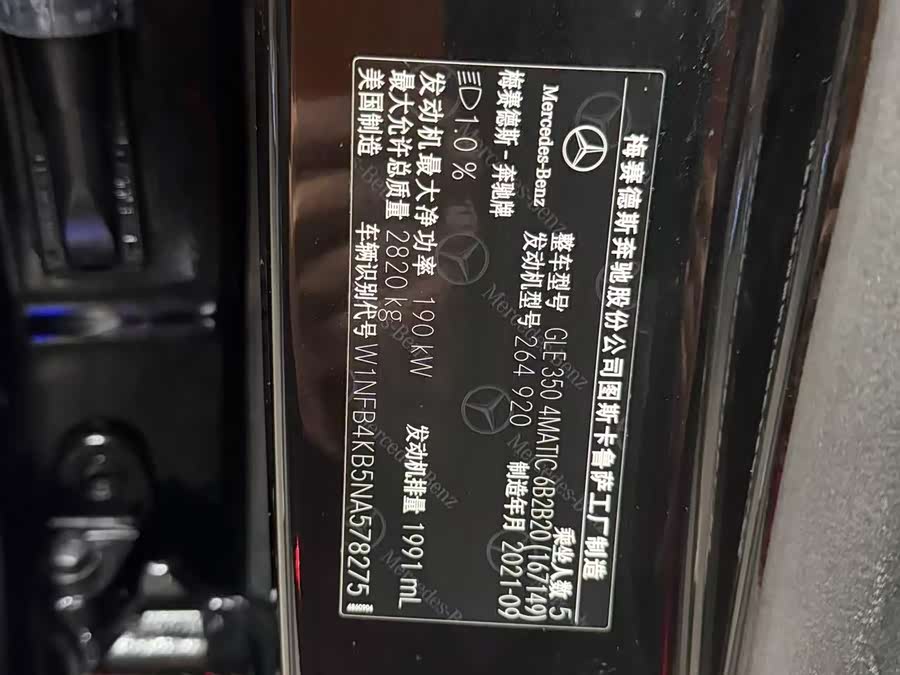 梅赛德斯奔驰股份公司图斯卡鲁萨工厂制造
Mercedes-Benz
梅赛德斯-奔驰牌
乘坐人数 5
整车型号 GLE 350 4MATIC6B2B20(167149)
发动机型号 264 920
制造年月 2021-09
1.0 %
发动机最大净功率 190 kW
发动机排量 1991 mL
最大允许总质量 2820 kg
美国制造
车辆识别代号 W1NFB4KB5NA578275